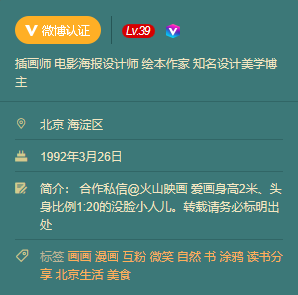 微博认证 Lv.39
插画师 电影海报设计师 绘本作家 知名设计美学博
主
北京 海淀区
1992年3月26日
简介： 合作私信@火山映画 爱画身高2米、头
身比例1:20的没脸小人儿。转载请务必标明出
处
标签 画画 漫画 互粉 微笑 自然 书 涂鸦 读书分
享 北京生活 美食